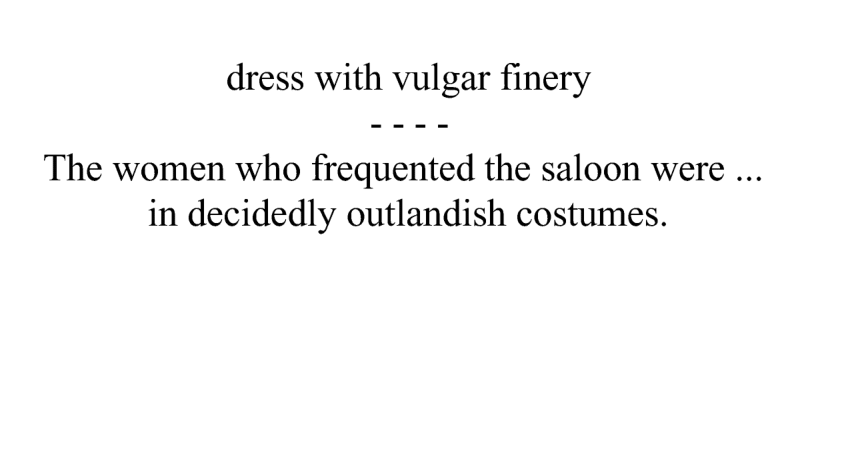 dress with vulgar finery
- - - -
The women who frequented the saloon were ...
in decidedly outlandish costumes.